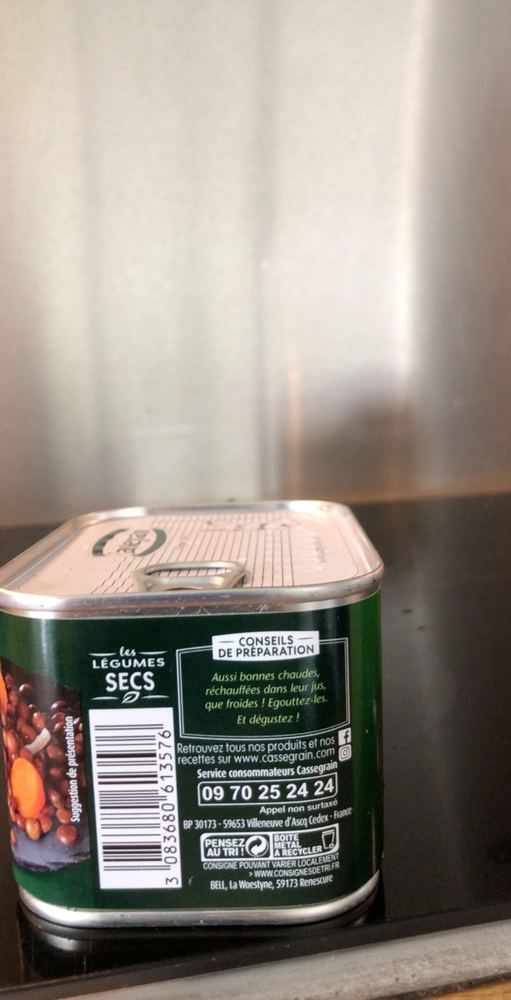 les
LÉGUMES
SECS
Suggestion de présentation
3 083680 613576
CONSEILS
DE PRÉPARATION
Aussi bonnes chaudes,
réchauffées dans leur jus,
que froides ! Egouttez-les.
Et dégustez !
Retrouvez tous nos produits et nos
recettes sur www.cassegrain.com
Service consommateurs Cassegrain
09 70 25 24 24
Appel non surtaxé
BP 30173 - 59653 Villeneuve d'Ascq Cedex - France
PENSEZ
AU TRI !
BOITE
MÉTAL
À RECYCLER
CONSIGNE POUVANT VARIER LOCALEMENT
> WWW.CONSIGNESDETRI.FR
BELL, La Woestyne, 59173 Renescure